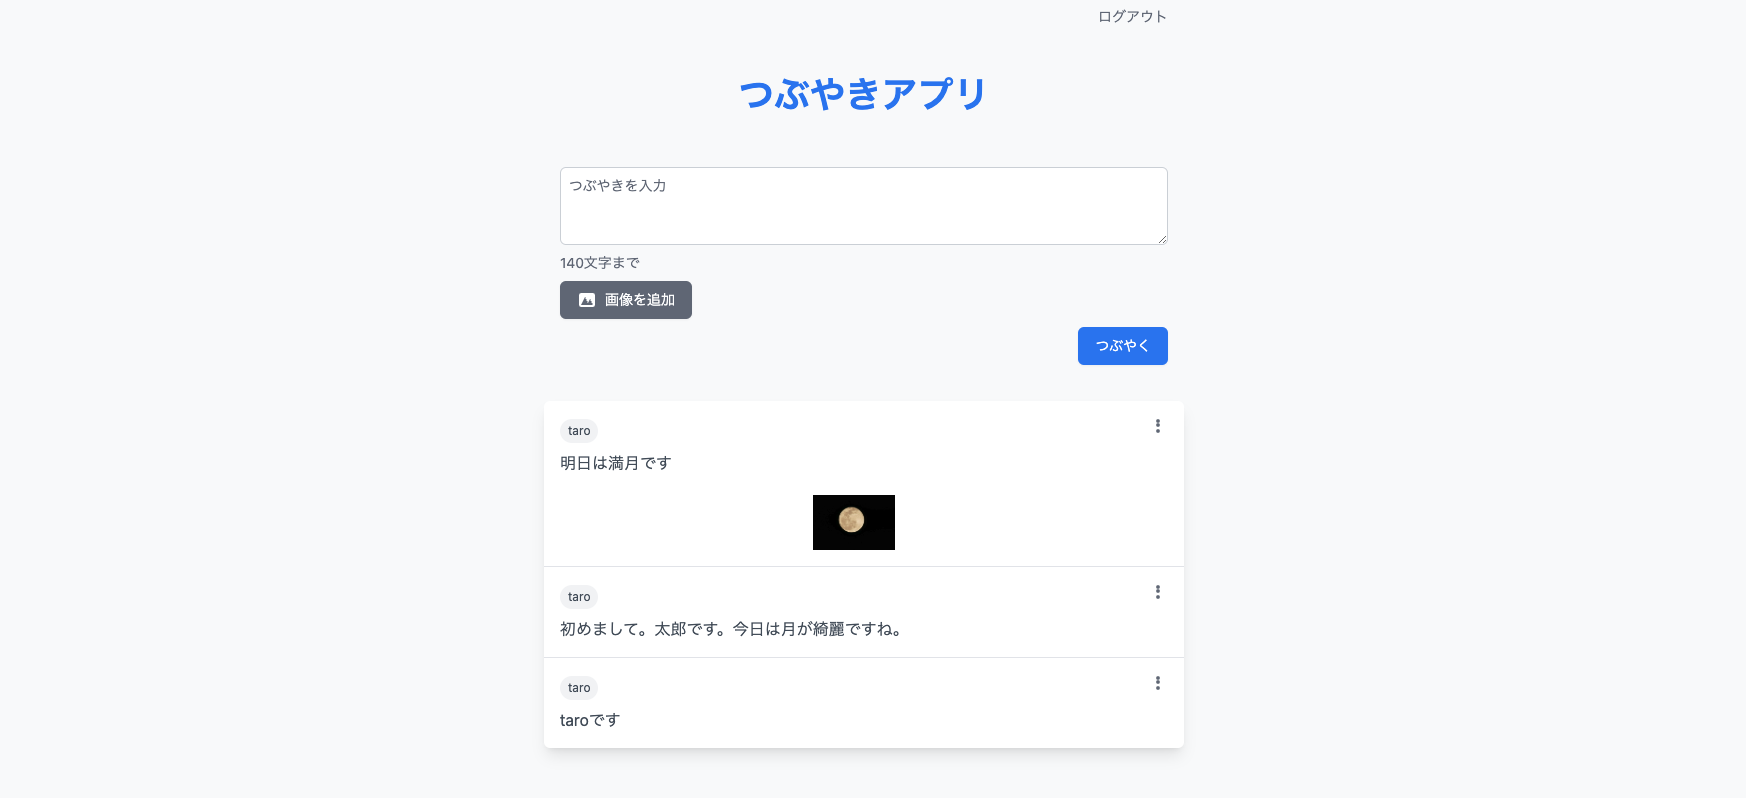 ログアウト
つぶやきアプリ
つぶやきを入力
140文字まで
画像を追加
つぶやく
taro
明日は満月です
taro
初めまして。太郎です。今日は月が綺麗ですね。
taro
taroです